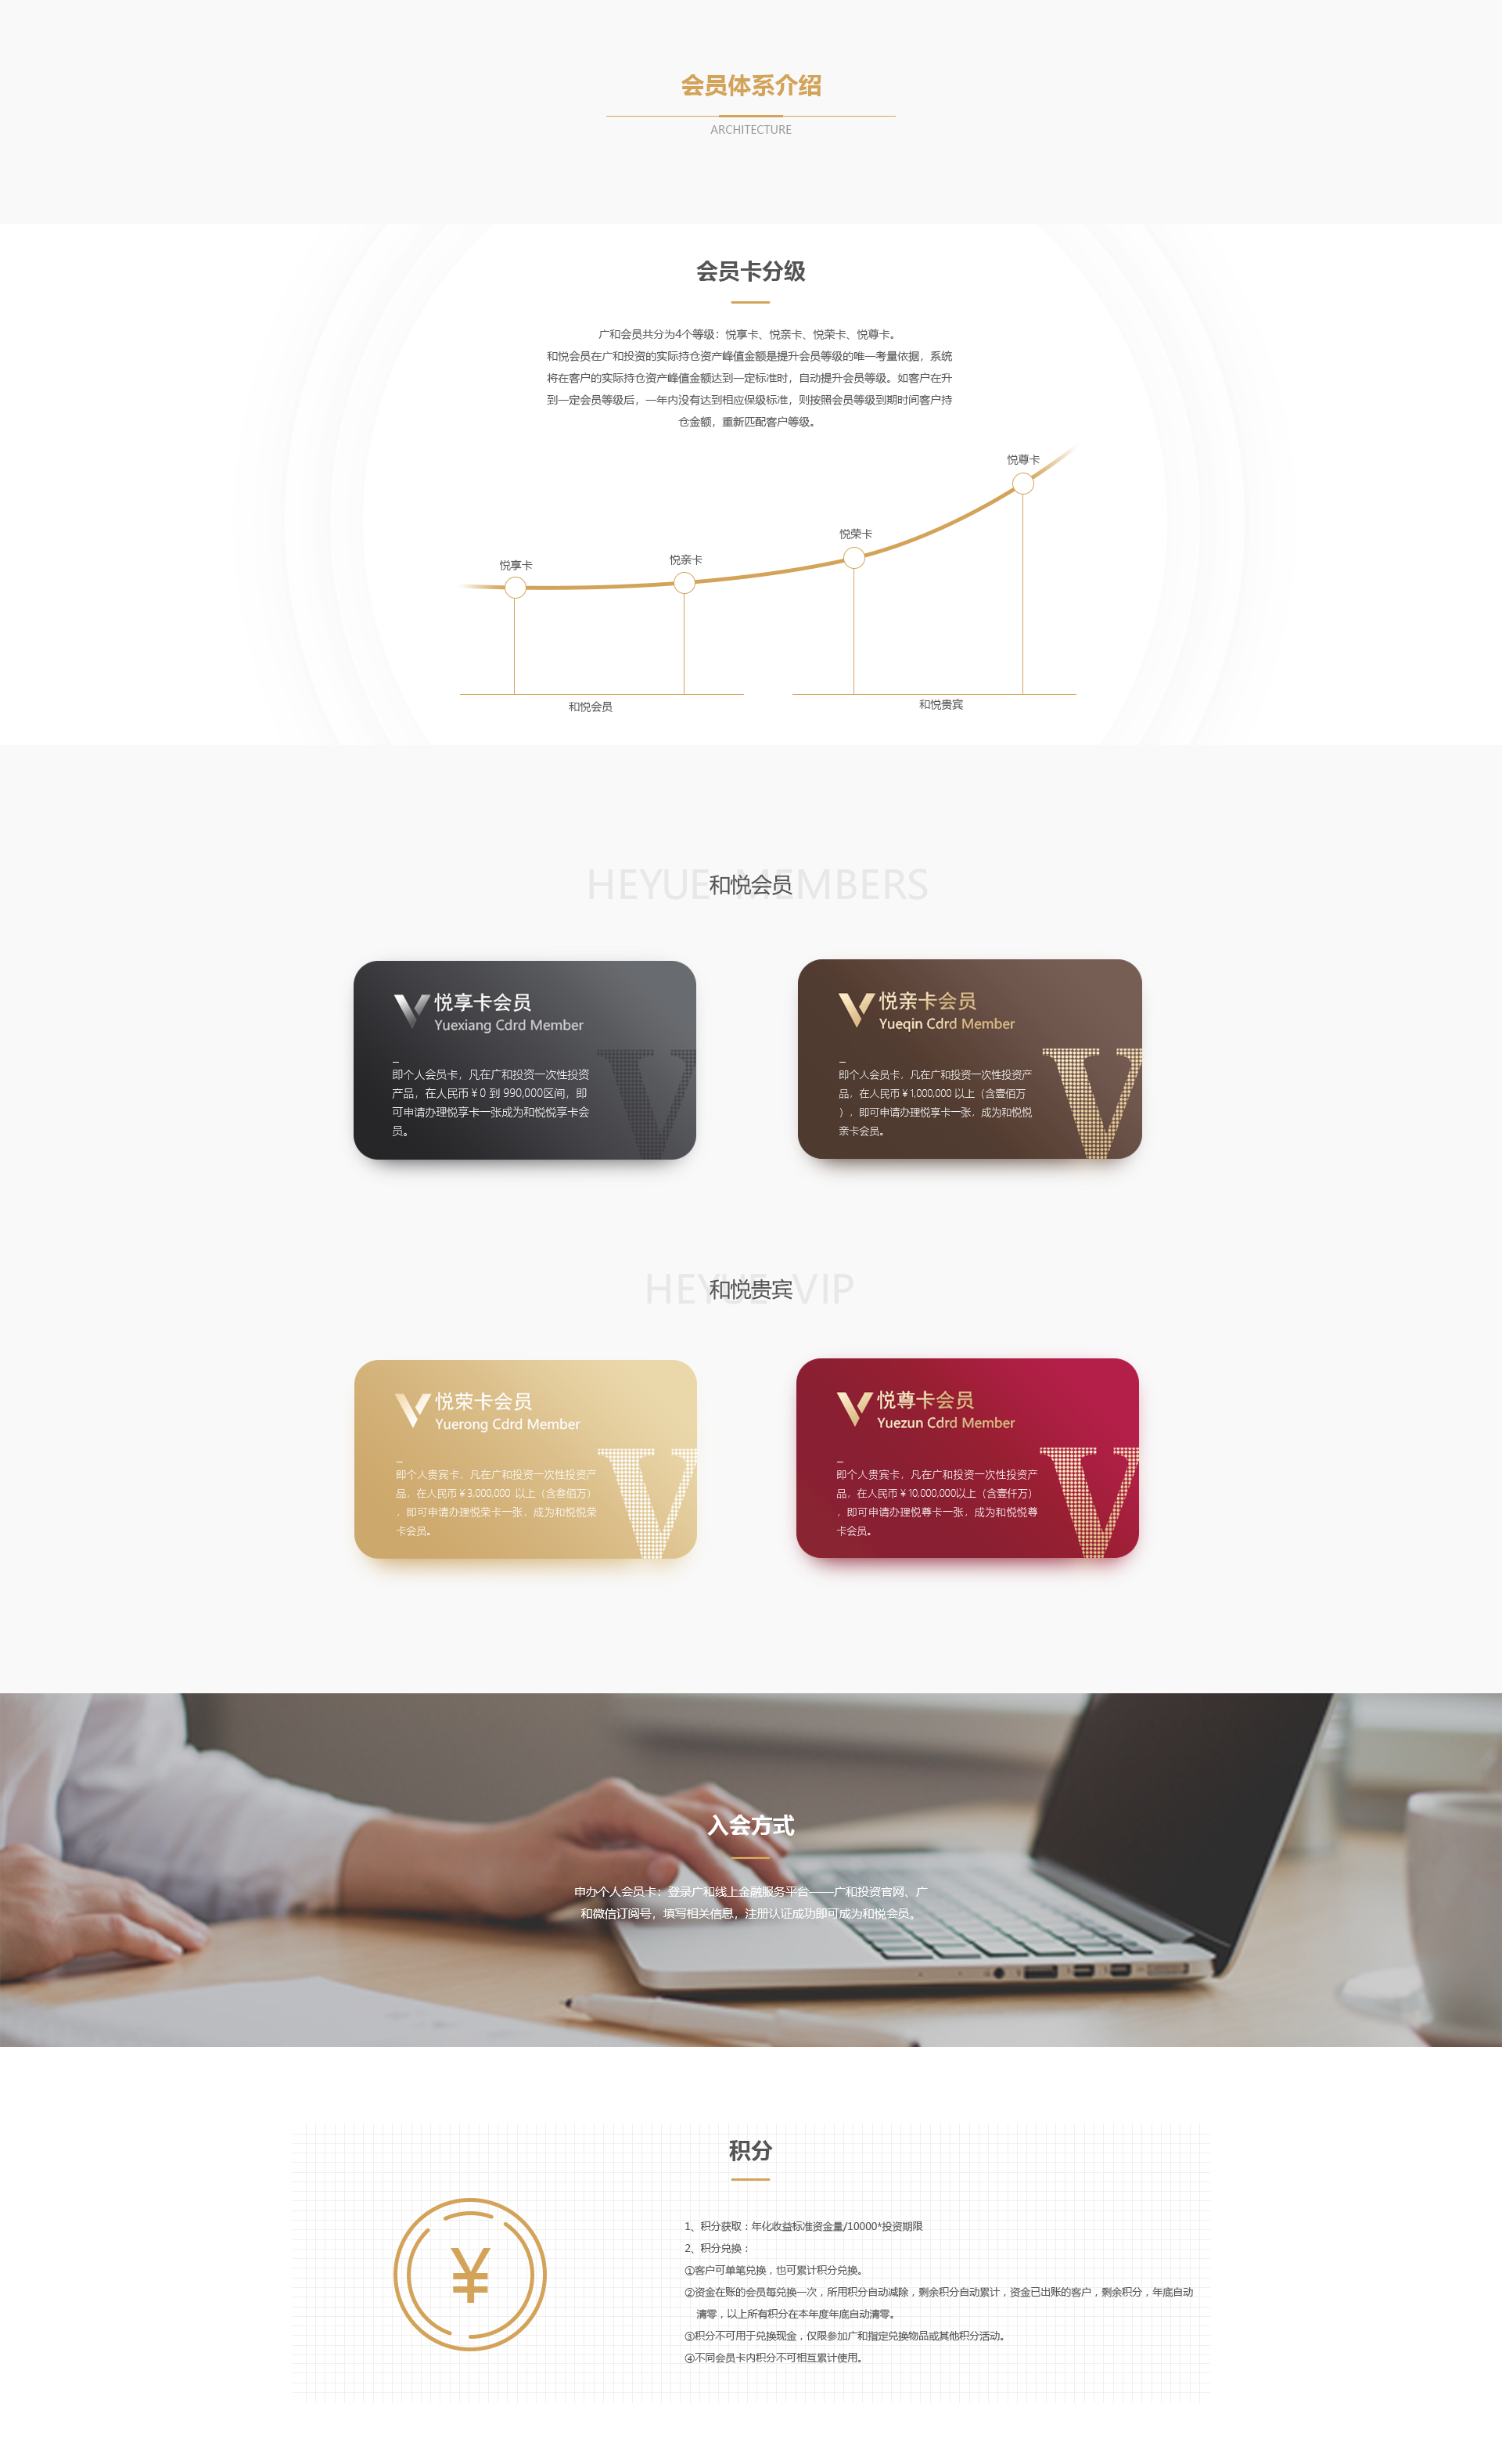 会员体系介绍
ARCHITECTURE
会员卡分级
广和会员共分为4个等级：悦享卡、悦亲卡、悦荣卡、悦尊卡。
和悦会员在广和投资的实际持仓资产峰值金额是提升会员等级的唯一考量依据，系统
将在客户的实际持仓资产峰值金额达到一定标准时，自动提升会员等级。如客户在升
到一定会员等级后，一年内没有达到相应保级标准，则按照会员等级到期时间客户持
仓金额，重新匹配客户等级。
悦享卡
悦亲卡
悦荣卡
悦尊卡
和悦会员
和悦贵宾
HEYUE MEMBERS
和悦会员
悦享卡会员
Yuexiang Cdrd Member
即个人会员卡，凡在广和投资一次性投资
产品，在人民币￥0 到 990,000区间，即
可申请办理悦享卡一张成为和悦悦享卡会
员。
悦亲卡会员
Yueqin Cdrd Member
即个人会员卡，凡在广和投资一次性投资产
品，在人民币￥1,000,000 以上（含壹佰万
），即可申请办理悦享卡一张，成为和悦悦
亲卡会员。
HEYUE VIP
和悦贵宾
悦荣卡会员
Yuerong Cdrd Member
即个人贵宾卡，凡在广和投资一次性投资产
品，在人民币￥3,000,000 以上（含叁佰万）
，即可申请办理悦荣卡一张，成为和悦悦荣
卡会员。
悦尊卡会员
Yuezun Cdrd Member
即个人贵宾卡，凡在广和投资一次性投资产
品，在人民币￥10,000,000以上（含壹仟万）
，即可申请办理悦尊卡一张，成为和悦悦尊
卡会员。
入会方式
申办个人会员卡：登录广和线上金融服务平台——广和投资官网、广
和微信订阅号，填写相关信息，注册认证成功即可成为和悦会员。
积分
¥
1、积分获取：年化收益标准资金量/10000*投资期限
2、积分兑换：
①客户可单笔兑换，也可累计积分兑换。
②资金在账的会员每兑换一次，所用积分自动减除，剩余积分自动累计，资金已出账的客户，剩余积分，年底自动
清零，以上所有积分在本年度年底自动清零。
③积分不可用于兑换现金，仅限参加广和指定兑换物品或其他积分活动。
④不同会员卡内积分不可相互累计使用。